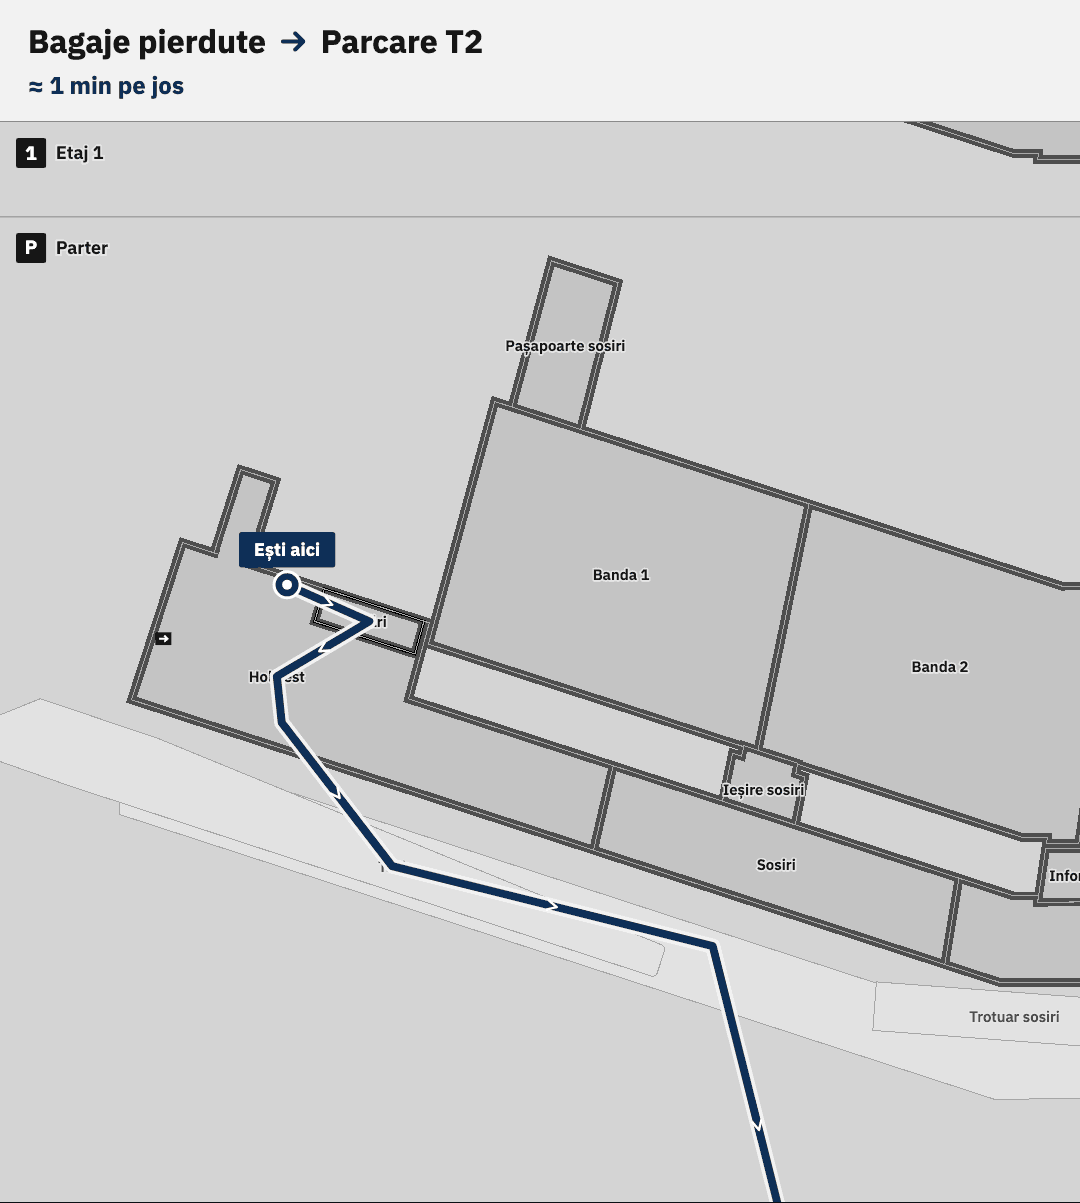 Bagaje pierdute → Parcare T2
≈ 1 min pe jos
1 Etaj 1
P Parter
Pașapoarte sosiri
Ești aici
Banda 1
Banda 2
Ieșire sosiri
Sosiri
Trotuar sosiri